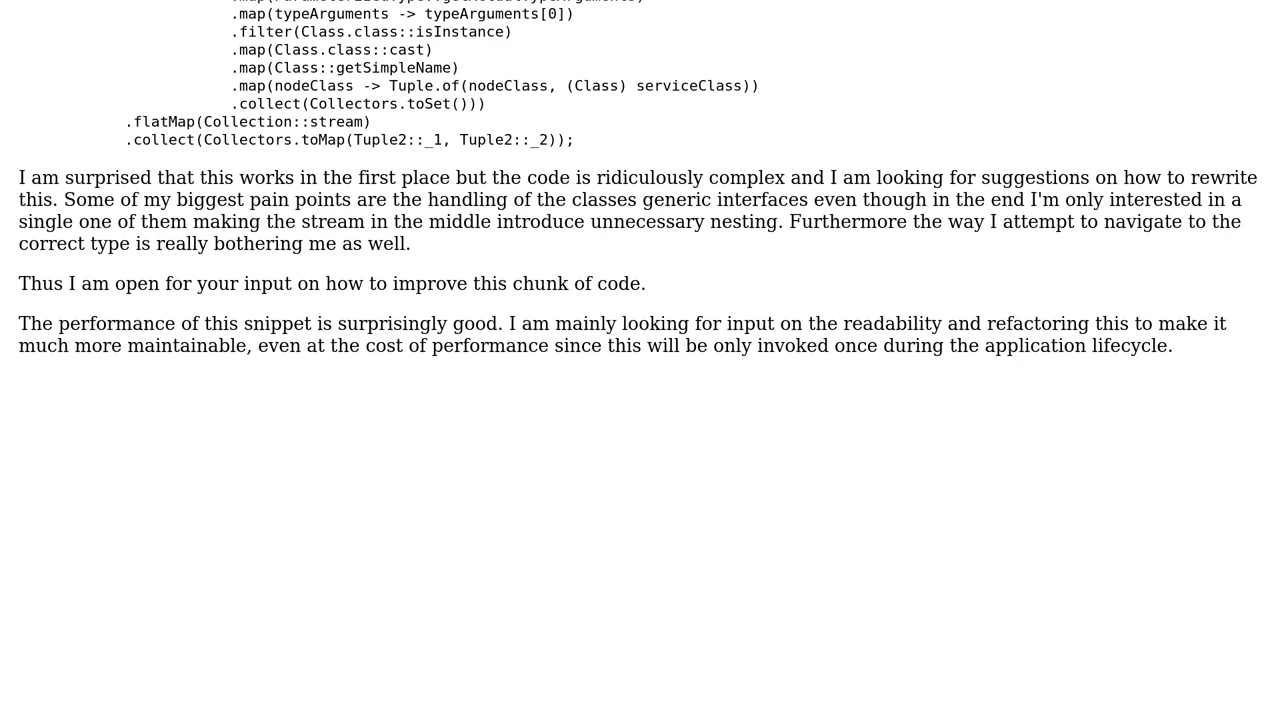 .map(typeArguments -> typeArguments[0])
.filter(Class.class::isInstance)
.map(Class.class::cast)
.map(Class::getSimpleName)
.map(nodeClass -> Tuple.of(nodeClass, (Class) serviceClass))
.collect(Collectors.toSet()))
.flatMap(Collection::stream)
.collect(Collectors.toMap(Tuple2::_1, Tuple2::_2));
I am surprised that this works in the first place but the code is ridiculously complex and I am looking for suggestions on how to rewrite
this. Some of my biggest pain points are the handling of the classes generic interfaces even though in the end I'm only interested in a
single one of them making the stream in the middle introduce unnecessary nesting. Furthermore the way I attempt to navigate to the
correct type is really bothering me as well.
Thus I am open for your input on how to improve this chunk of code.
The performance of this snippet is surprisingly good. I am mainly looking for input on the readability and refactoring this to make it
much more maintainable, even at the cost of performance since this will be only invoked once during the application lifecycle.